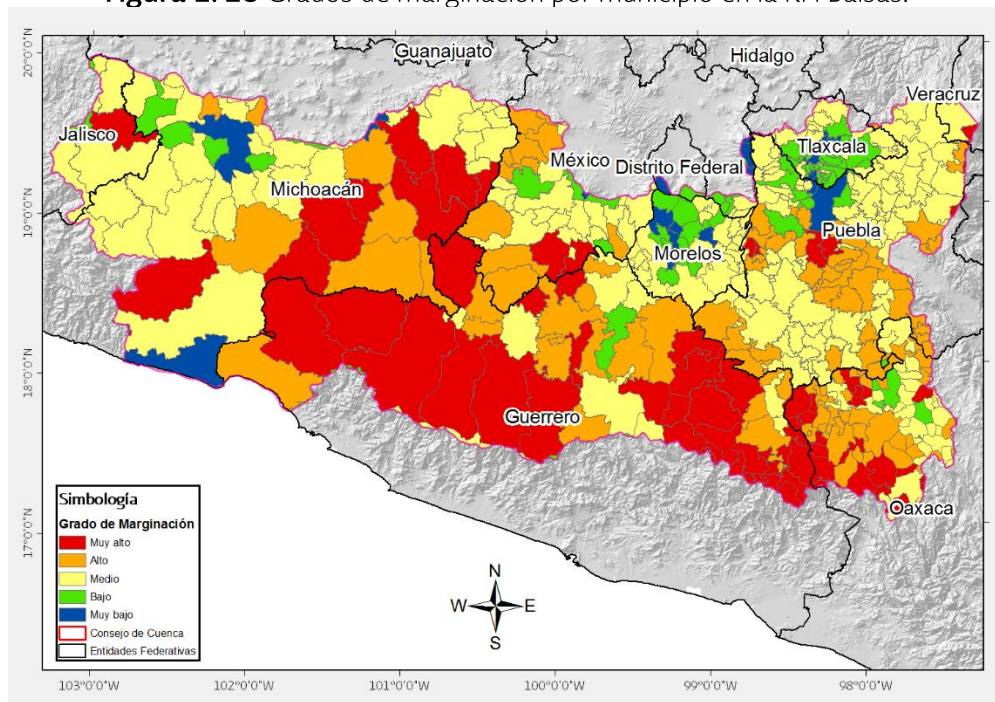 Figura 2. 20 Grados de marginación por municipio en la RH Balsas.
20°0'0"N
19°0'0"N
18°0'0"N
17°0'0"N
Guanajuato
Hidalgo
Veracruz
Jalisco
México
Tlaxcala
Distrito Federal
Michoacán
Puebla
Morelos
Guerrero
Oaxaca
Simbología
Grado de Marginación
Muy alto
Alto
Medio
Bajo
Muy bajo
Consejo de Cuenca
Entidades Federativas
N
W
E
S
103°0'0"W
102°0'0"W
101°0'0"W
100°0'0"W
99°0'0"W
98°0'0"W